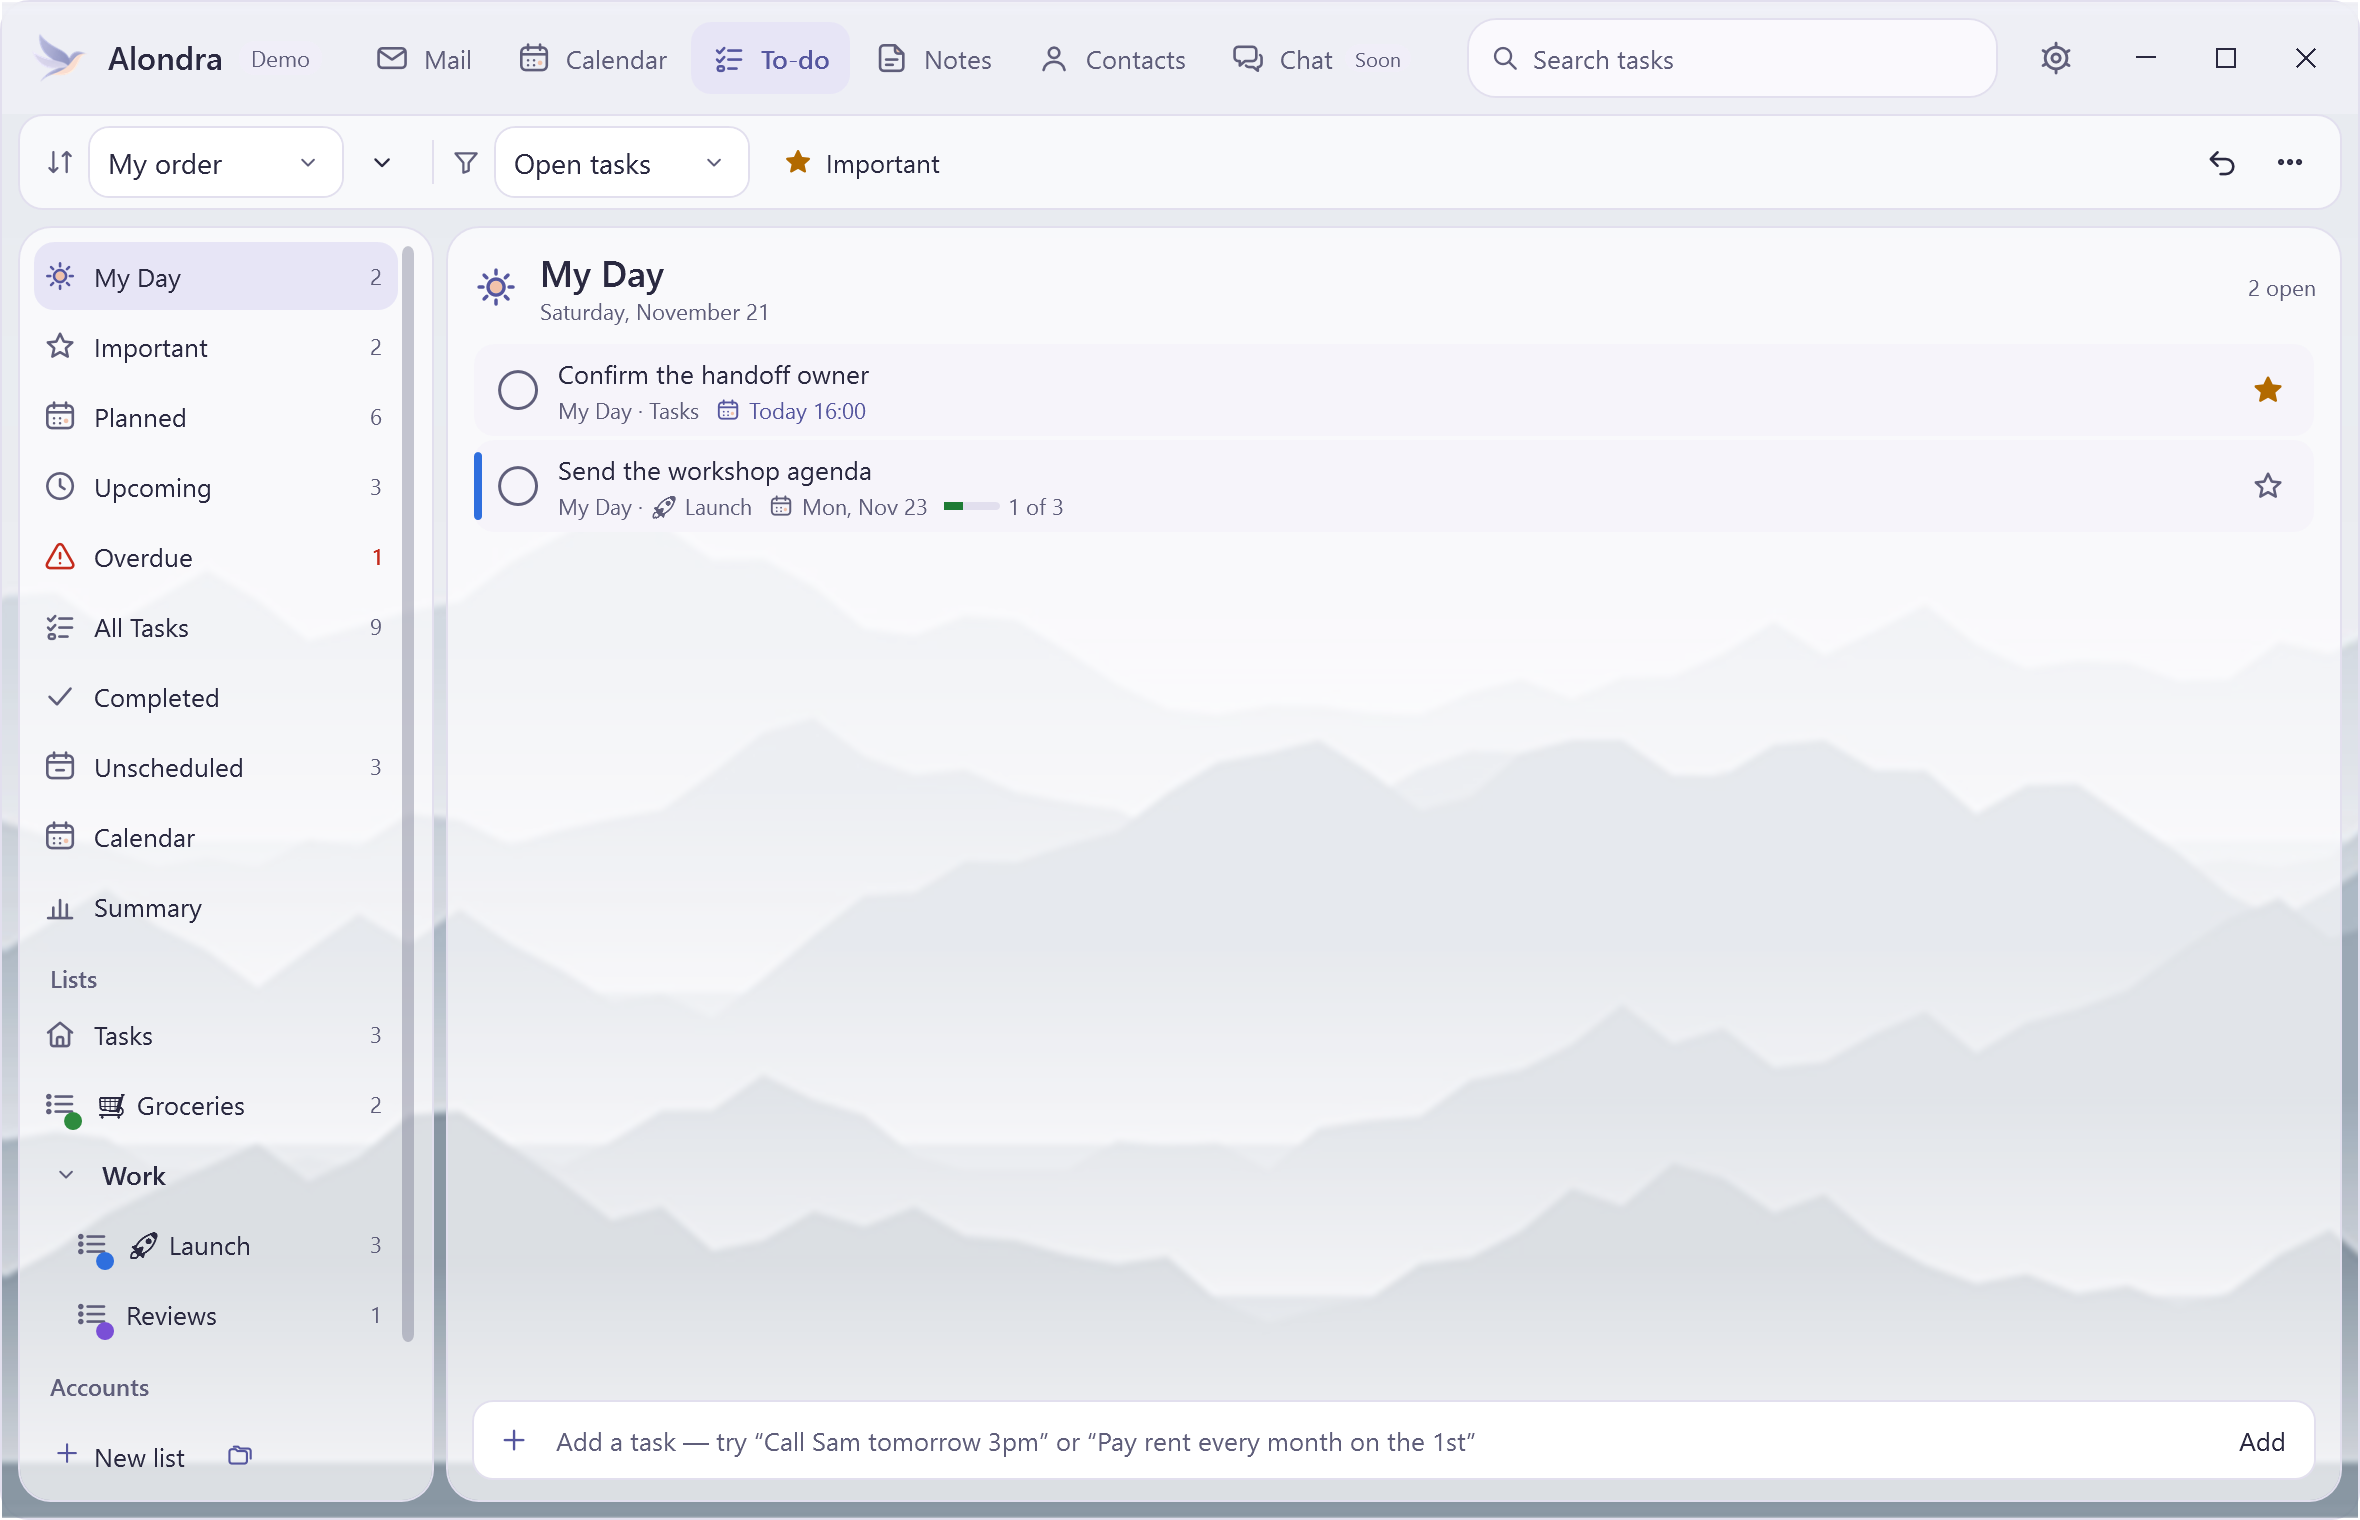 Alondra Demo Mail Calendar To-do Notes Contacts Chat Soon Search tasks
My order Open tasks Important
My Day 2
Important 2
Planned 6
Upcoming 3
Overdue 1
All Tasks 9
Completed
Unscheduled 3
Calendar
Summary
Lists
Tasks 3
Groceries 2
Work
Launch 3
Reviews 1
Accounts
New list
My Day
Saturday, November 21
2 open
Confirm the handoff owner
My Day · Tasks Today 16:00
Send the workshop agenda
My Day · Launch Mon, Nov 23 1 of 3
Add a task — try “Call Sam tomorrow 3pm” or “Pay rent every month on the 1st” Add